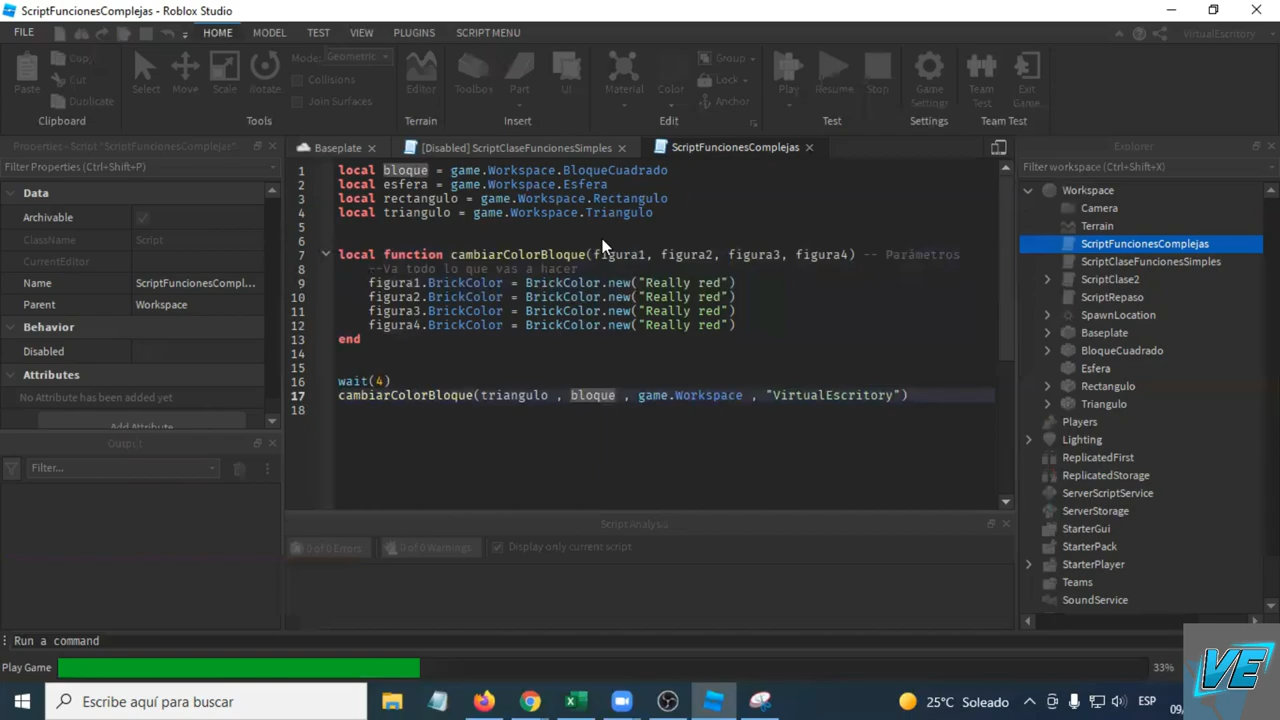 ScriptFuncionesComplejas - Roblox Studio
FILE HOME MODEL TEST VIEW PLUGINS SCRIPT MENU VirtualEscritory
Paste Copy Cut Duplicate Clipboard
Select Move Scale Rotate Mode: Geometric Collisions Join Surfaces Tools
Editor Terrain
Toolbox Part UI Insert
Material Color Group Lock Anchor Edit
Play Resume Stop Test
Game Settings Settings
Team Test Exit Game Team Test
Properties - Script "ScriptFuncionesComplejas"
Filter Properties (Ctrl+Shift+P)
Data
Archivable
ClassName Script
CurrentEditor
Name ScriptFuncionesCompl...
Parent Workspace
Behavior
Disabled
Attributes
No Attribute has been added yet
Add Attribute
Output
Filter...
Baseplate [Disabled] ScriptClaseFuncionesSimples ScriptFuncionesComplejas
1 local bloque = game.Workspace.BloqueCuadrado
2 local esfera = game.Workspace.Esfera
3 local rectangulo = game.Workspace.Rectangulo
4 local triangulo = game.Workspace.Triangulo
5
6
7 local function cambiarColorBloque(figura1, figura2, figura3, figura4) -- Parámetros
8 --Va todo lo que vas a hacer
9 figura1.BrickColor = BrickColor.new("Really red")
10 figura2.BrickColor = BrickColor.new("Really red")
11 figura3.BrickColor = BrickColor.new("Really red")
12 figura4.BrickColor = BrickColor.new("Really red")
13 end
14
15
16 wait(4)
17 cambiarColorBloque(triangulo , bloque , game.Workspace , "VirtualEscritory")
18
Script Analysis
0 of 0 Errors 0 of 0 Warnings Display only current script
Explorer
Filter workspace (Ctrl+Shift+X)
Workspace
Camera
Terrain
ScriptFuncionesComplejas
ScriptClaseFuncionesSimples
ScriptClase2
ScriptRepaso
SpawnLocation
Baseplate
BloqueCuadrado
Esfera
Rectangulo
Triangulo
Players
Lighting
ReplicatedFirst
ReplicatedStorage
ServerScriptService
ServerStorage
StarterGui
StarterPack
StarterPlayer
Teams
SoundService
Run a command
Play Game 33%
VE
Escribe aquí para buscar 25°C Soleado ESP 09/